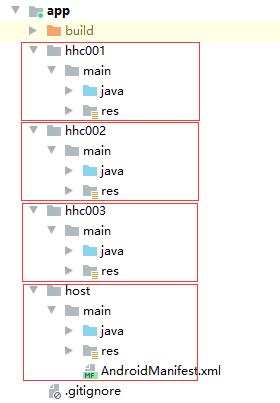 app
build
hhc001
main
java
res
hhc002
main
java
res
hhc003
main
java
res
host
main
java
res
MF AndroidManifest.xml
.gitignore